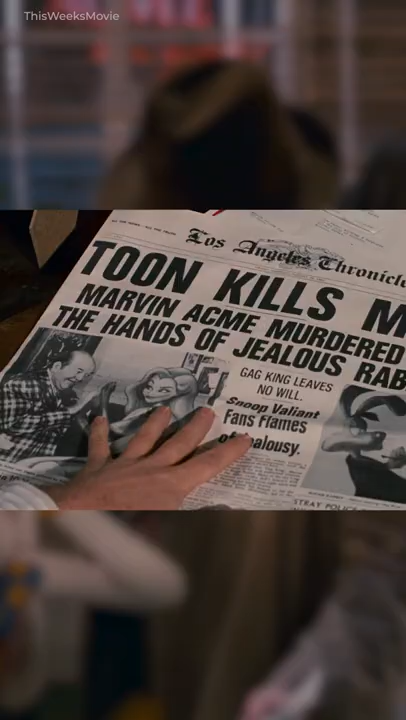 ThisWeeksMovie
Los Angeles Chronicle
TOON KILLS M
MARVIN ACME MURDERED
THE HANDS OF JEALOUS RAB
GAG KING LEAVES
NO WILL.
Snoop Valiant
Fans Flames
of Jealousy.
STRAY POLIC